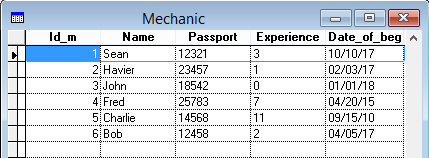 Mechanic
Id_m Name Passport Experience Date_of_beg
1 Sean 12321 3 10/10/17
2 Havier 23457 1 02/03/17
3 John 18542 0 01/01/18
4 Fred 25783 7 04/20/15
5 Charlie 14568 11 09/15/10
6 Bob 12458 2 04/05/17